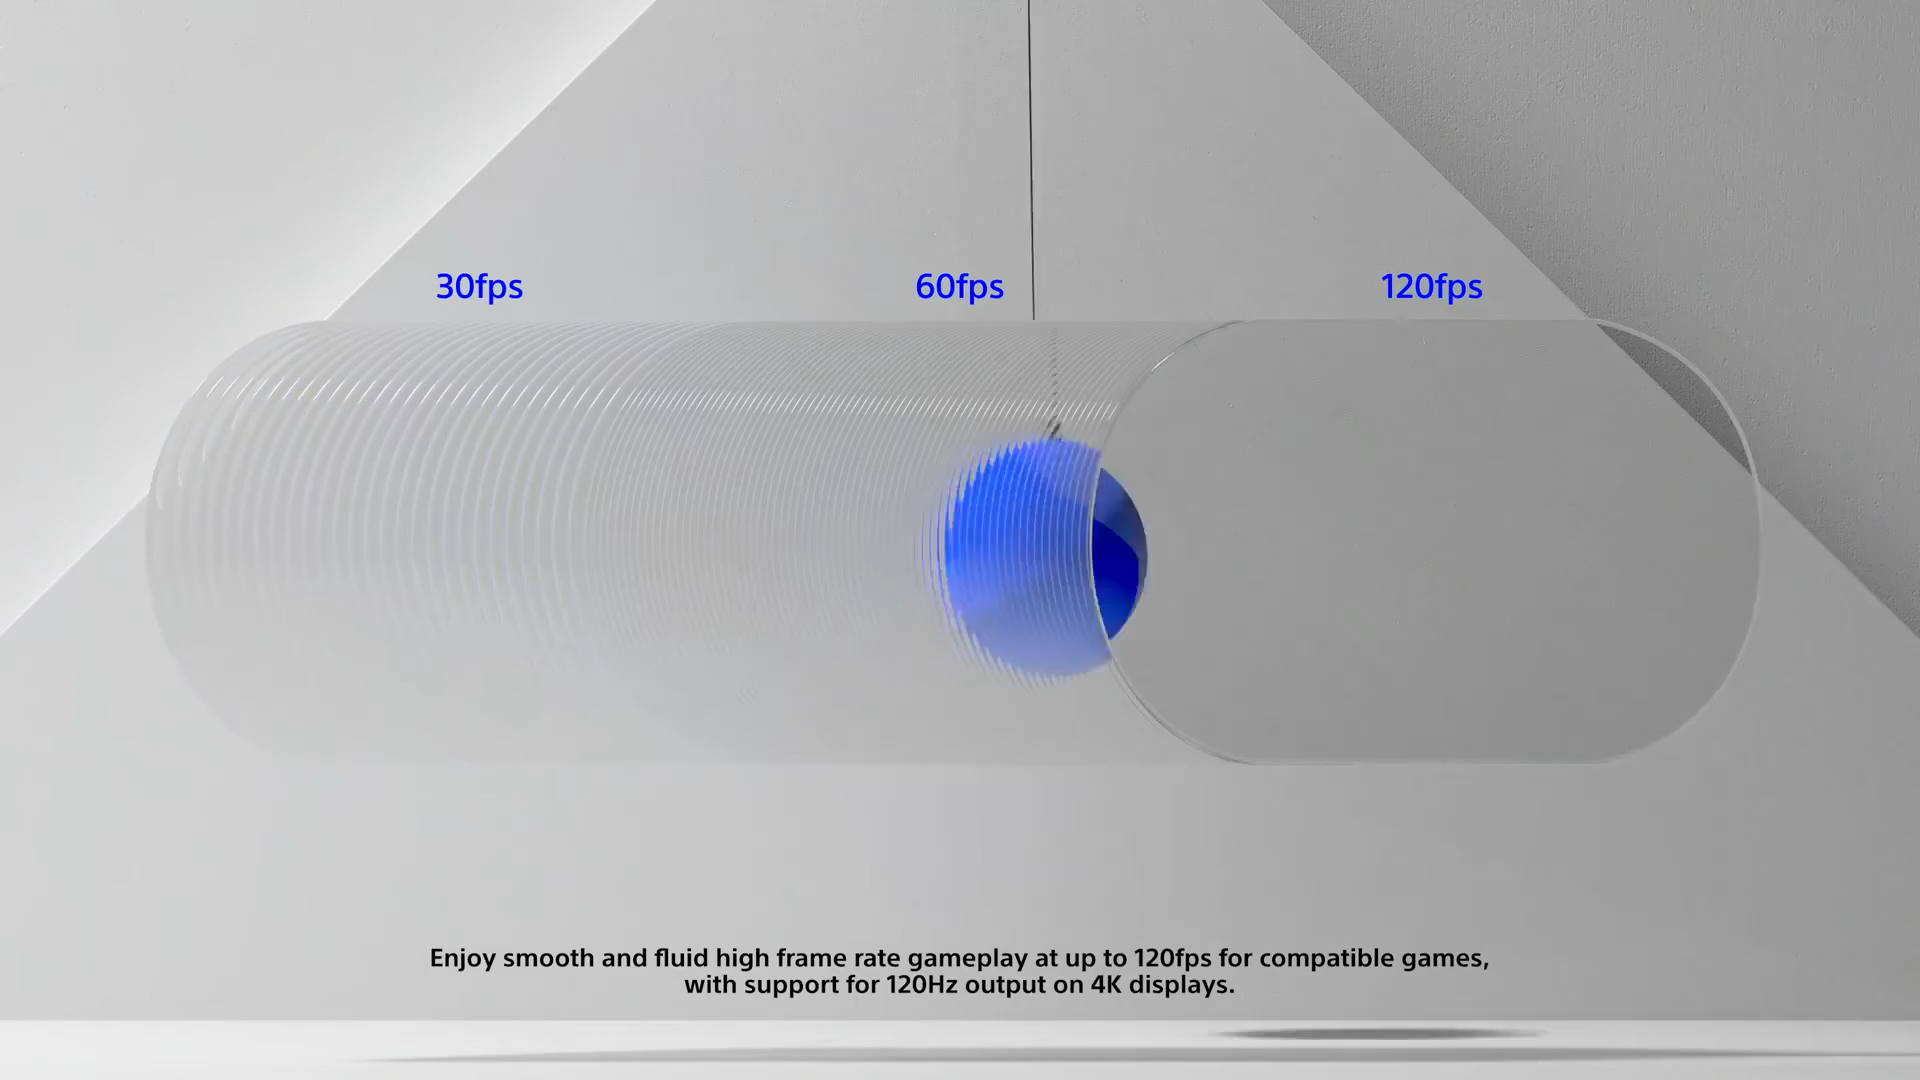 30fps 60fps 120fps
Enjoy smooth and fluid high frame rate gameplay at up to 120fps for compatible games,
with support for 120Hz output on 4K displays.